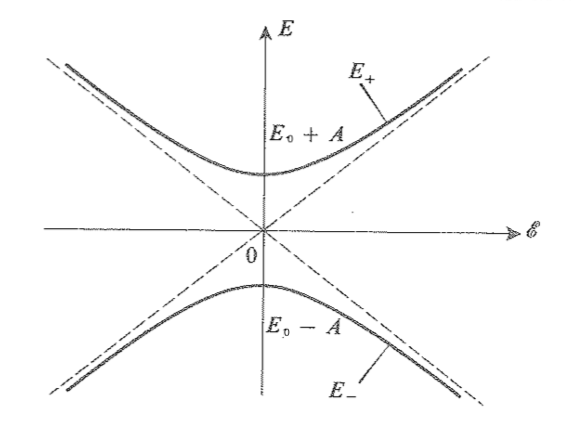 E
E₊
E₀ + A
ℰ
0
E₀ − A
E₋